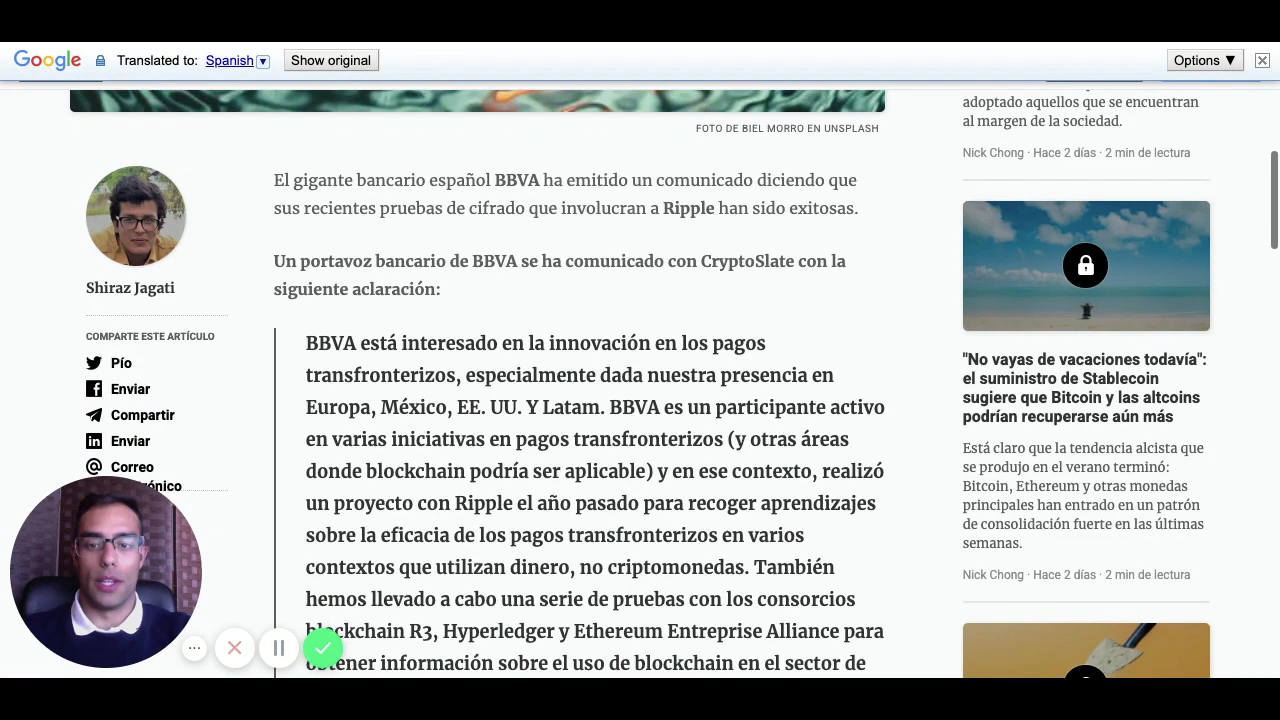 Google Translated to: Spanish ▼ Show original Options ▼
FOTO DE BIEL MORRO EN UNSPLASH
Shiraz Jagati
COMPARTE ESTE ARTÍCULO
Pío
Enviar
Compartir
Enviar
Correo
ónico
El gigante bancario español BBVA ha emitido un comunicado diciendo que
sus recientes pruebas de cifrado que involucran a Ripple han sido exitosas.
Un portavoz bancario de BBVA se ha comunicado con CryptoSlate con la
siguiente aclaración:
BBVA está interesado en la innovación en los pagos
transfronterizos, especialmente dada nuestra presencia en
Europa, México, EE. UU. Y Latam. BBVA es un participante activo
en varias iniciativas en pagos transfronterizos (y otras áreas
donde blockchain podría ser aplicable) y en ese contexto, realizó
un proyecto con Ripple el año pasado para recoger aprendizajes
sobre la eficacia de los pagos transfronterizos en varios
contextos que utilizan dinero, no criptomonedas. También
hemos llevado a cabo una serie de pruebas con los consorcios
blockchain R3, Hyperledger y Ethereum Entreprise Alliance para
obtener información sobre el uso de blockchain en el sector de
adoptado aquellos que se encuentran
al margen de la sociedad.
Nick Chong · Hace 2 días · 2 min de lectura
"No vayas de vacaciones todavía":
el suministro de Stablecoin
sugiere que Bitcoin y las altcoins
podrían recuperarse aún más
Está claro que la tendencia alcista que
se produjo en el verano terminó:
Bitcoin, Ethereum y otras monedas
principales han entrado en un patrón
de consolidación fuerte en las últimas
semanas.
Nick Chong · Hace 2 días · 2 min de lectura